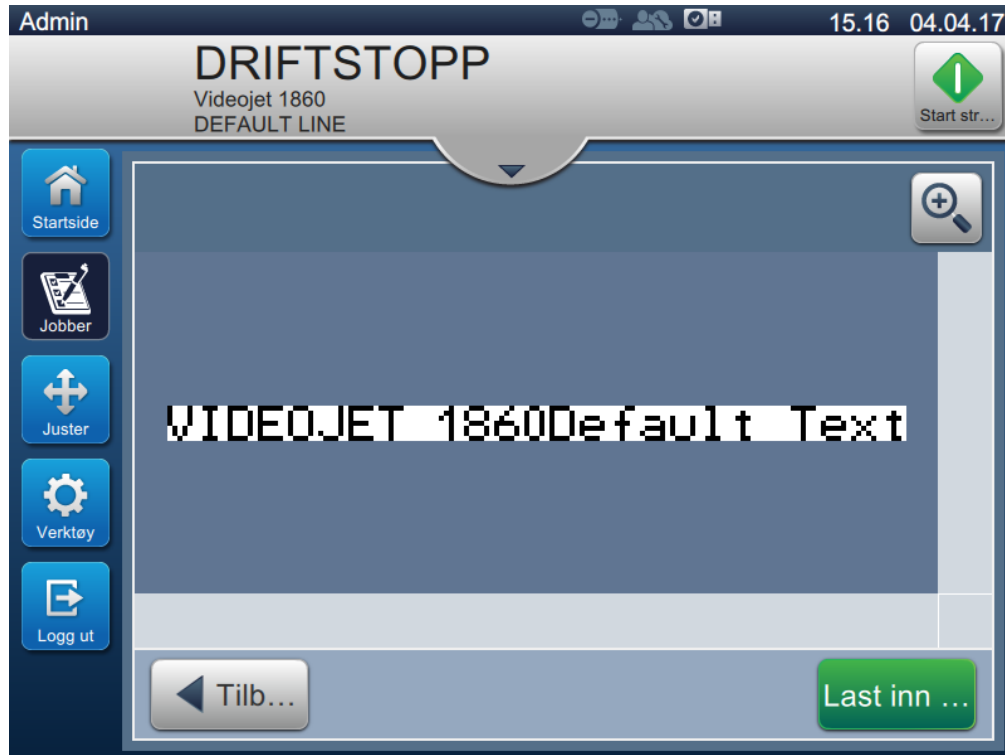 Admin 15.16 04.04.17
DRIFTSTOPP
Videojet 1860
DEFAULT LINE
Start str...
Startside
Jobber
Juster
Verktøy
Logg ut
VIDEOJET 1860Default Text
Tilb...
Last inn ...